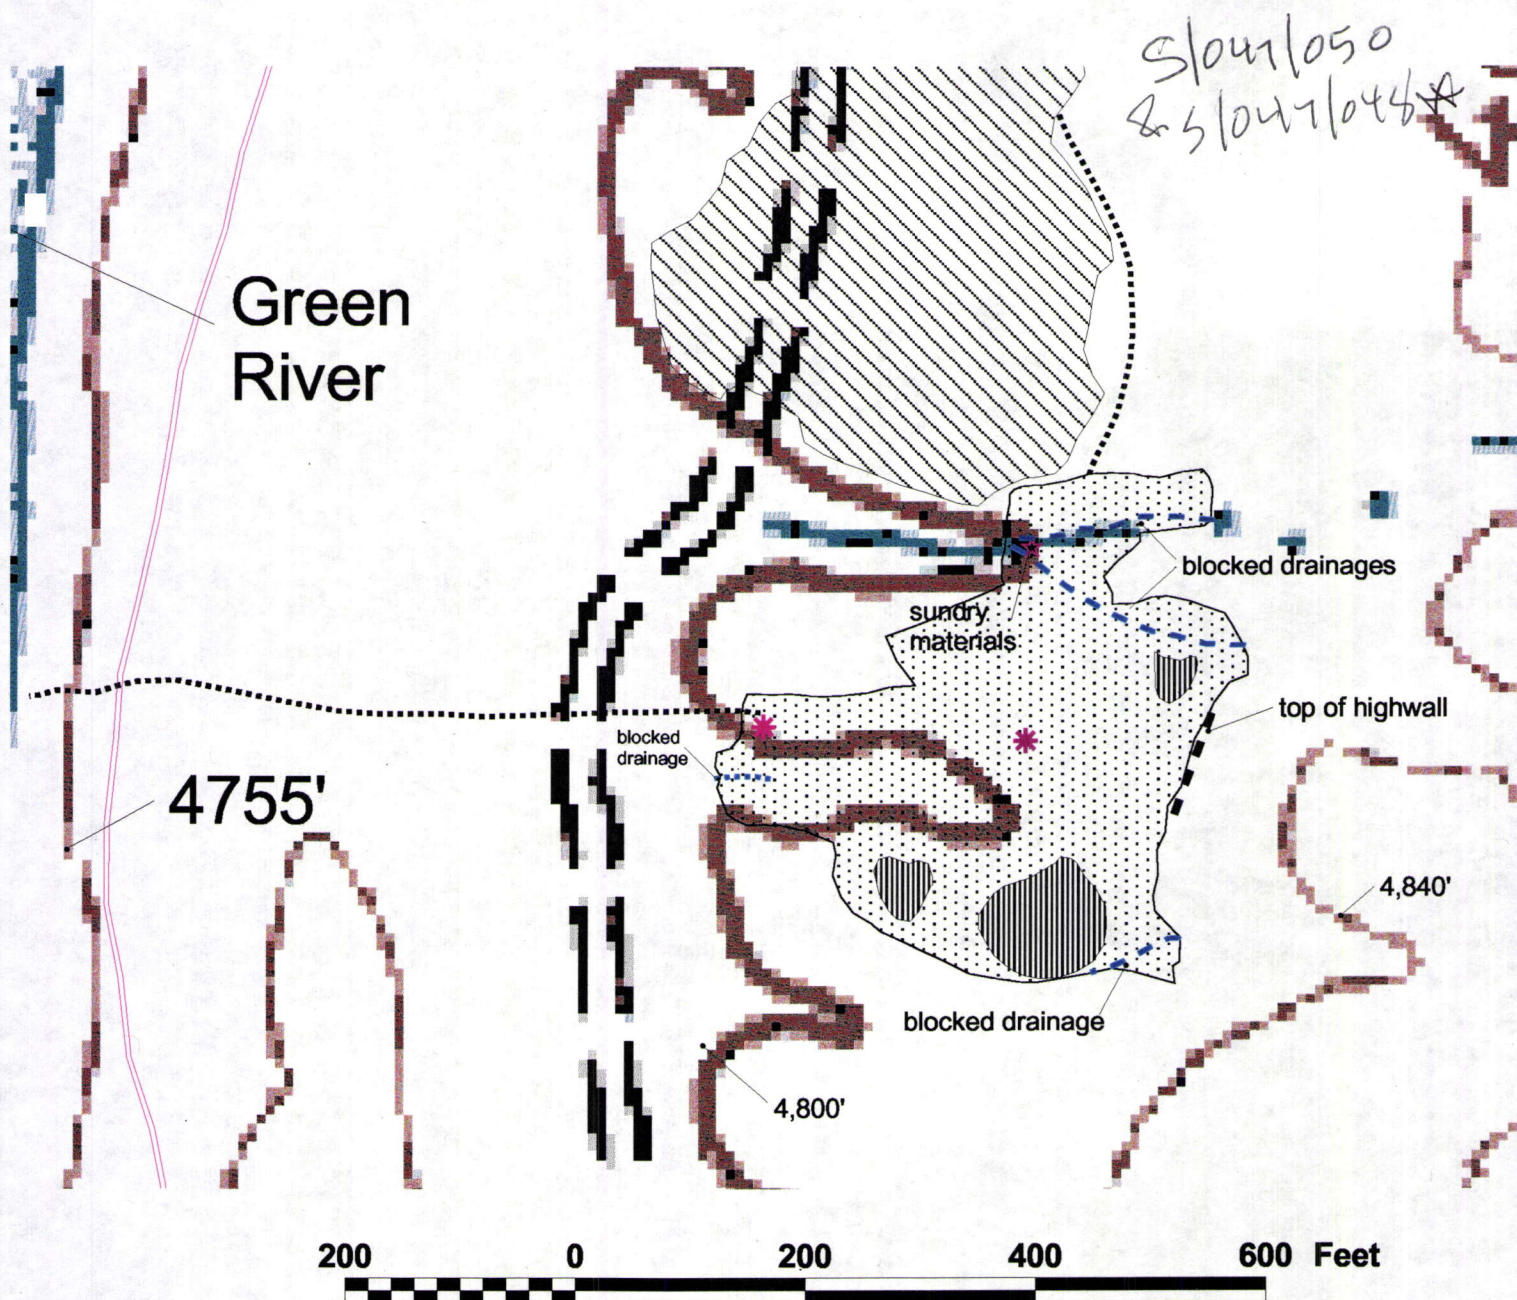 S/047/050
& S/047/048
Green
River
blocked drainages
sundry
materials
top of highwall
blocked
drainage
4755'
4,840'
blocked drainage
4,800'
200 0 200 400 600 Feet